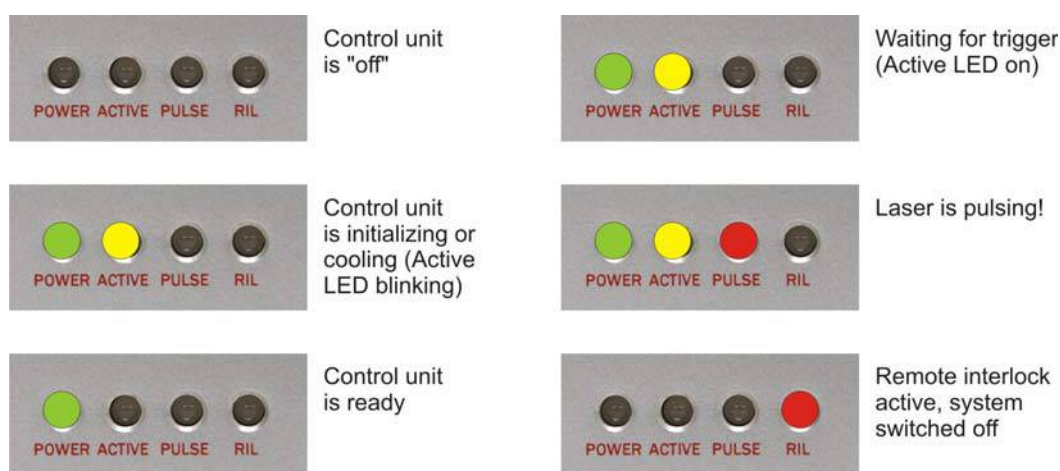 Control unit
is "off"
POWER ACTIVE PULSE RIL
Control unit
is initializing or
cooling (Active
LED blinking)
POWER ACTIVE PULSE RIL
Control unit
is ready
POWER ACTIVE PULSE RIL
Waiting for trigger
(Active LED on)
POWER ACTIVE PULSE RIL
Laser is pulsing!
POWER ACTIVE PULSE RIL
Remote interlock
active, system
switched off
POWER ACTIVE PULSE RIL